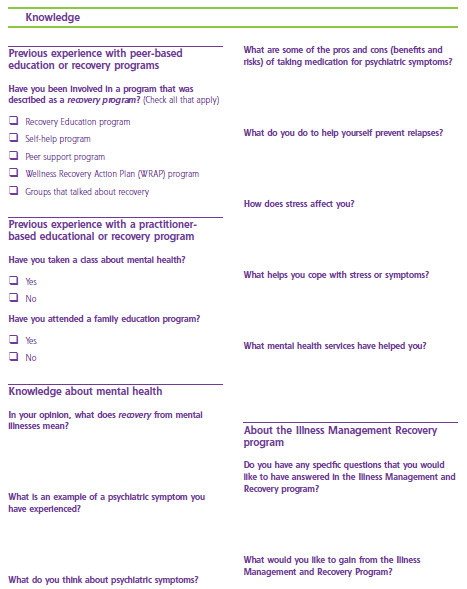 Knowledge
Previous experience with peer-based
education or recovery programs
Have you been involved in a program that was
described as a recovery program? (Check all that apply)
❑ Recovery Education program
❑ Self-help program
❑ Peer support program
❑ Wellness Recovery Action Plan (WRAP) program
❑ Groups that talked about recovery
Previous experience with a practitioner-
based educational or recovery program
Have you taken a class about mental health?
❑ Yes
❑ No
Have you attended a family education program?
❑ Yes
❑ No
Knowledge about mental health
In your opinion, what does recovery from mental
illnesses mean?
What is an example of a psychiatric symptom you
have experienced?
What do you think about psychiatric symptoms?
What are some of the pros and cons (benefits and
risks) of taking medication for psychiatric symptoms?
What do you do to help yourself prevent relapses?
How does stress affect you?
What helps you cope with stress or symptoms?
What mental health services have helped you?
About the Illness Management Recovery
program
Do you have any specific questions that you would
like to have answered in the Illness Management and
Recovery program?
What would you like to gain from the Illness
Management and Recovery Program?